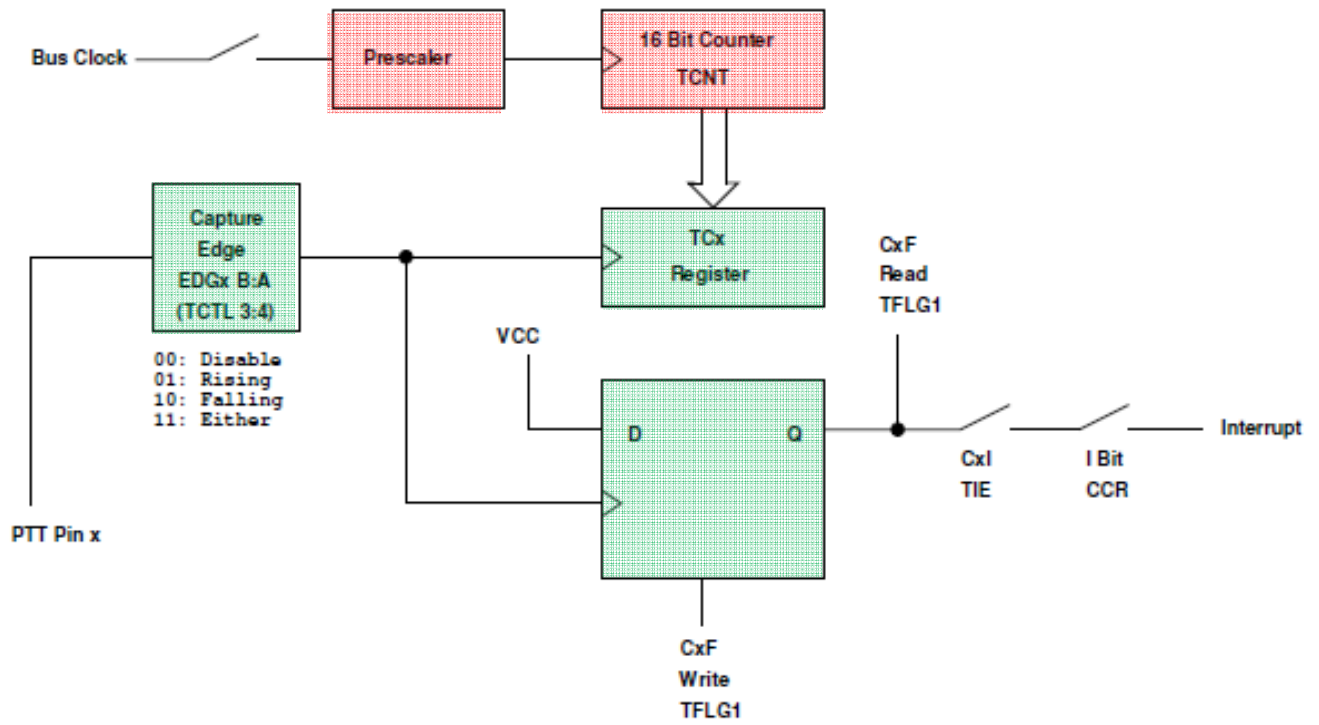 Bus Clock
Prescaler
16 Bit Counter
TCNT
Capture
Edge
EDGx B:A
(TCTL 3:4)
00: Disable
01: Rising
10: Falling
11: Either
PTT Pin x
TCx
Register
VCC
D
Q
CxF
Read
TFLG1
CxI
TIE
I Bit
CCR
Interrupt
CxF
Write
TFLG1